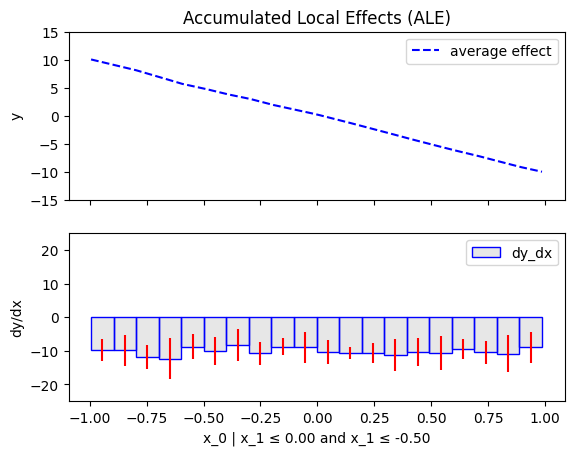 Accumulated Local Effects (ALE)
15
10
5
0
−5
−10
−15
y
average effect
20
10
0
−10
−20
dy/dx
dy_dx
−1.00 −0.75 −0.50 −0.25 0.00 0.25 0.50 0.75 1.00
x_0 | x_1 ≤ 0.00 and x_1 ≤ -0.50